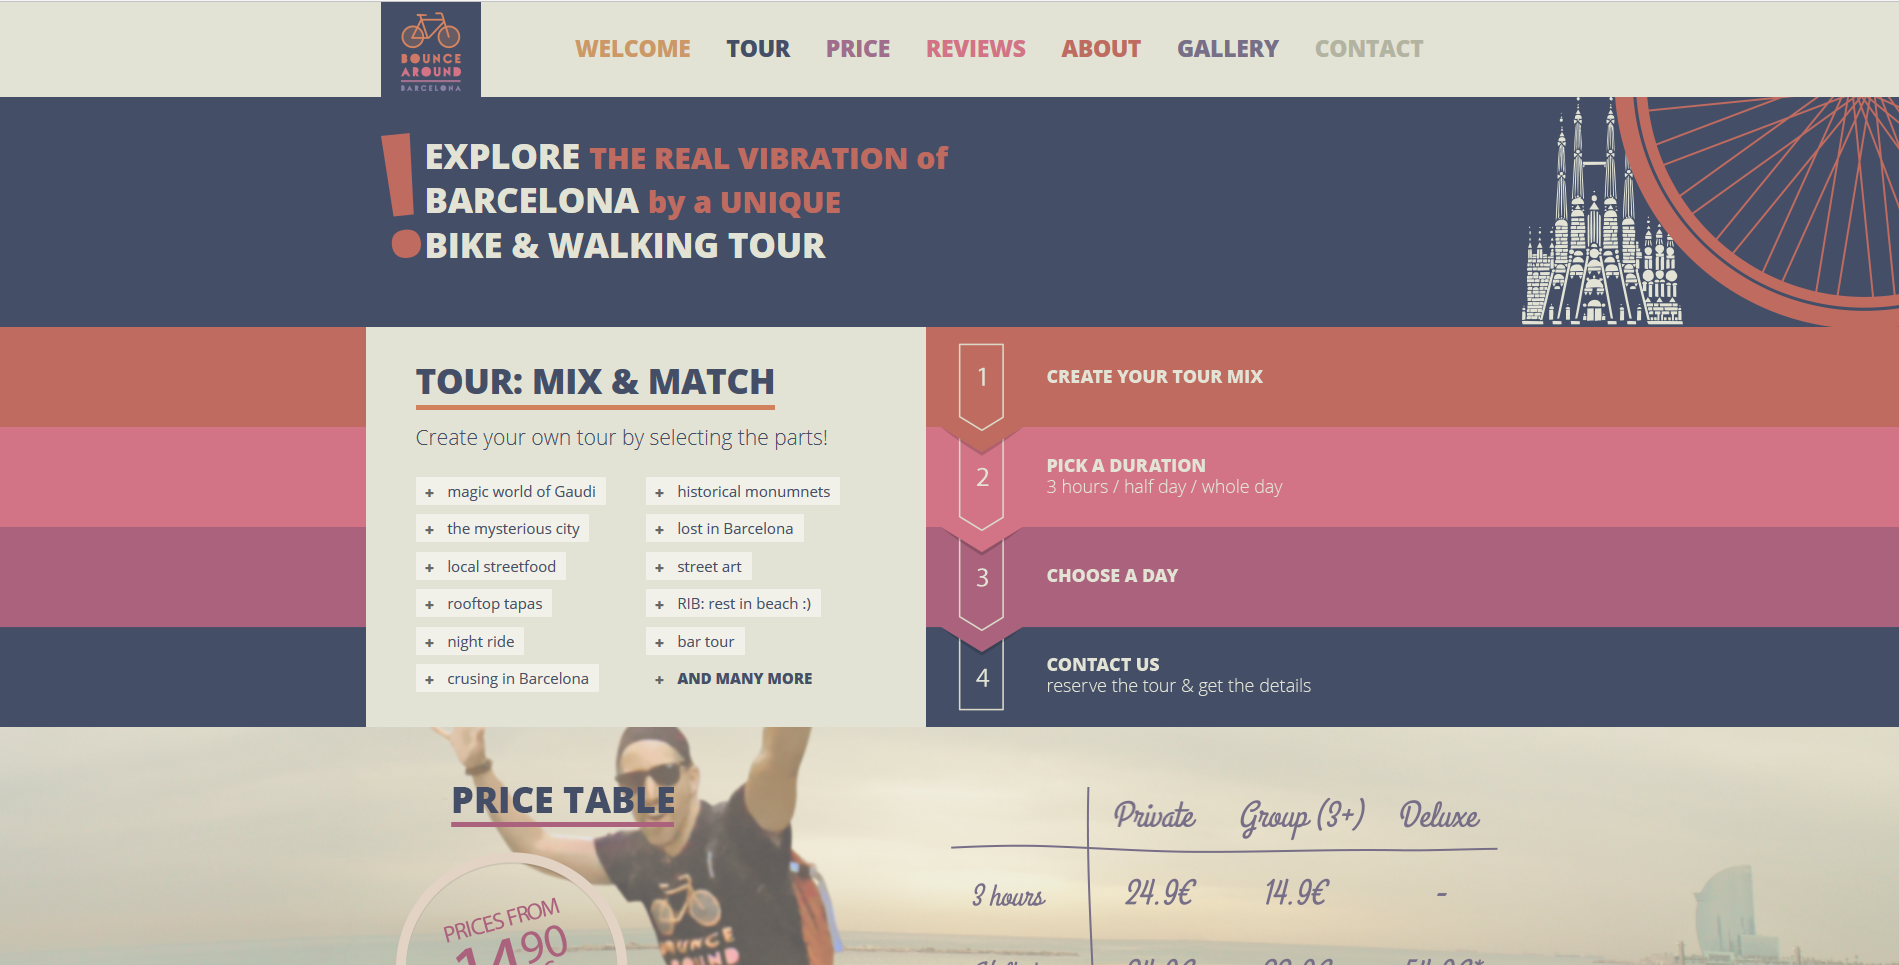 BOUNCE
AROUND
BARCELONA
WELCOME TOUR PRICE REVIEWS ABOUT GALLERY CONTACT
! EXPLORE THE REAL VIBRATION of
BARCELONA by a UNIQUE
BIKE & WALKING TOUR
TOUR: MIX & MATCH
Create your own tour by selecting the parts!
+ magic world of Gaudi
+ the mysterious city
+ local streetfood
+ rooftop tapas
+ night ride
+ crusing in Barcelona
+ historical monumnets
+ lost in Barcelona
+ street art
+ RIB: rest in beach :)
+ bar tour
+ AND MANY MORE
1 CREATE YOUR TOUR MIX
2 PICK A DURATION
3 hours / half day / whole day
3 CHOOSE A DAY
4 CONTACT US
reserve the tour & get the details
PRICE TABLE
PRICES FROM
14.90
BOUNCE
AROUND
Private Group (3+) Deluxe
3 hours 24.9€ 14.9€ -